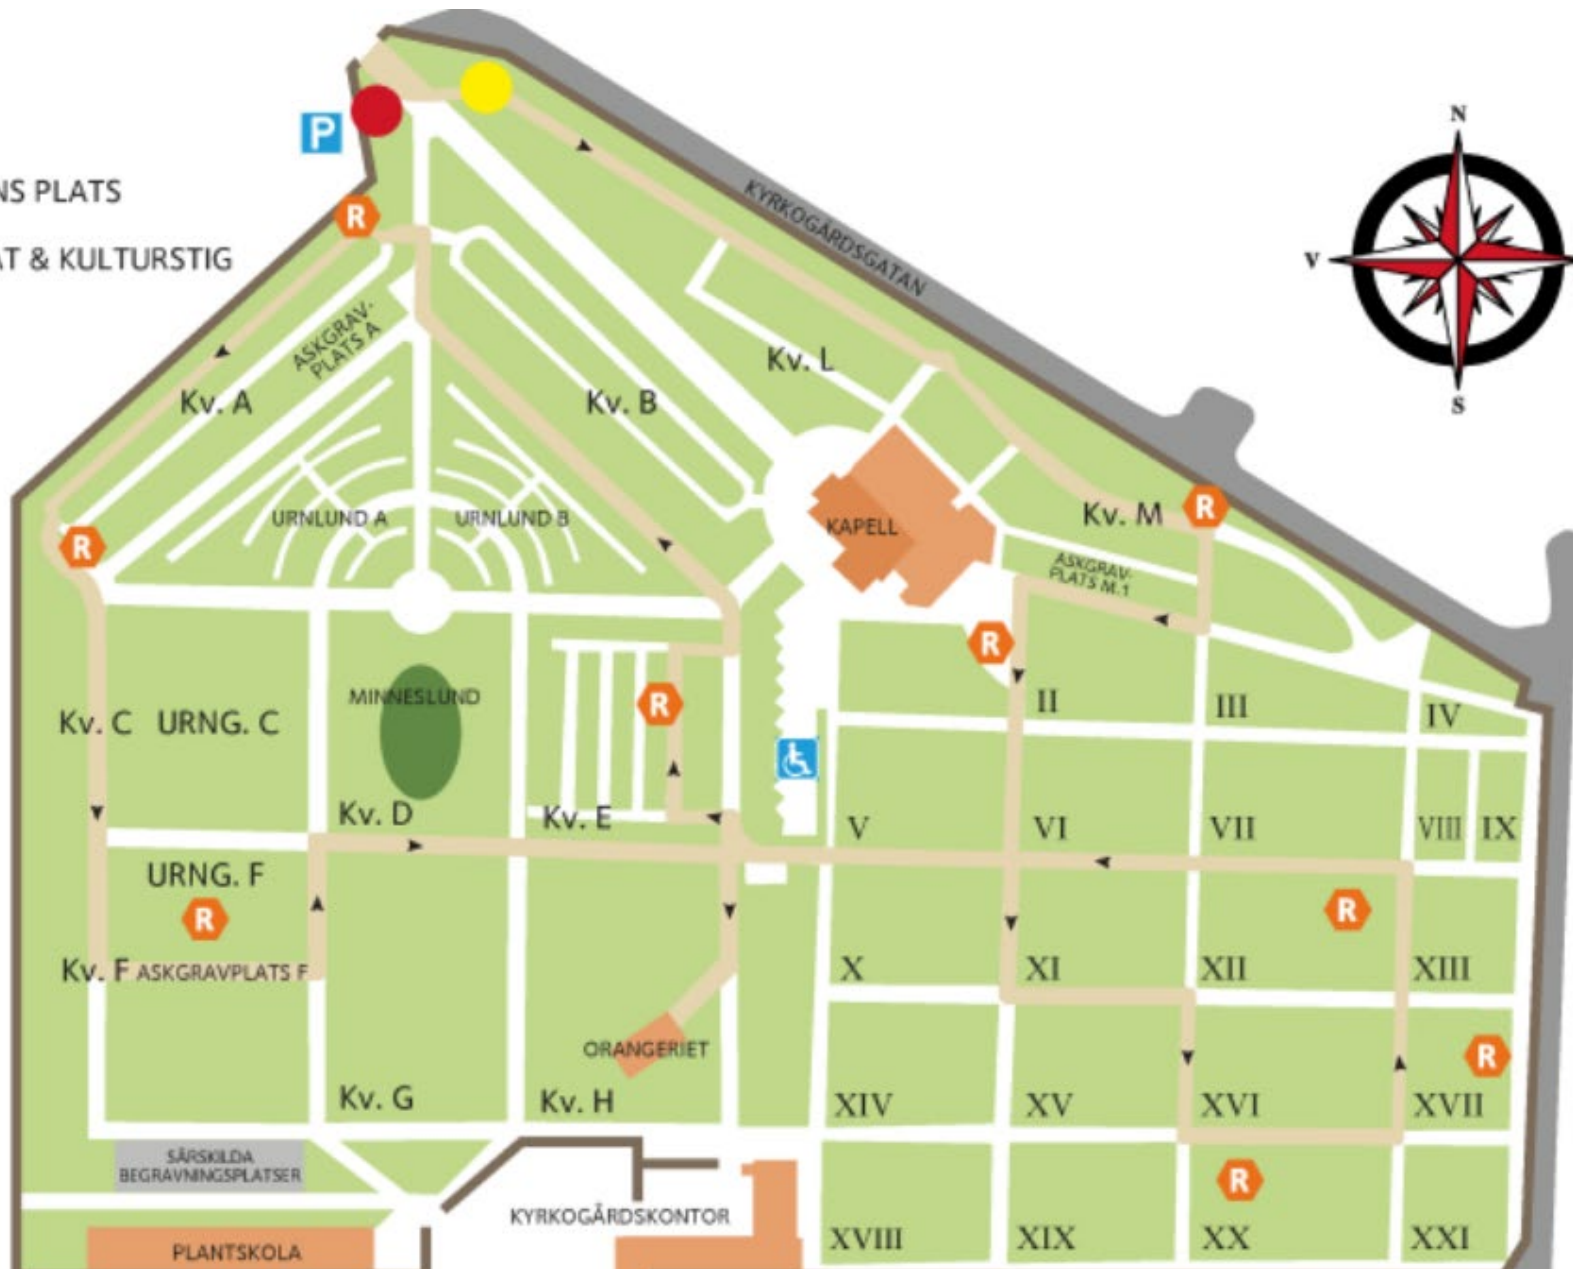 N
V
S
P
NS PLATS
AT & KULTURSTIG
R
KYRKOGÅRDSGATAN
ASKGRAV-
PLATS A
Kv. A
Kv. B
Kv. L
URNLUND A
URNLUND B
KAPELL
Kv. M
R
R
ASKGRAV-
PLATS M.1
R
R
MINNESLUND
Kv. C
URNG. C
II
III
IV
Kv. D
Kv. E
V
VI
VII
VIII
IX
URNG. F
R
R
Kv. F
ASKGRAVPLATS F
X
XI
XII
XIII
ORANGERIET
R
Kv. G
Kv. H
XIV
XV
XVI
XVII
SÄRSKILDA
BEGRAVNINGSPLATSER
R
KYRKOGÅRDSKONTOR
PLANTSKOLA
XVIII
XIX
XX
XXI